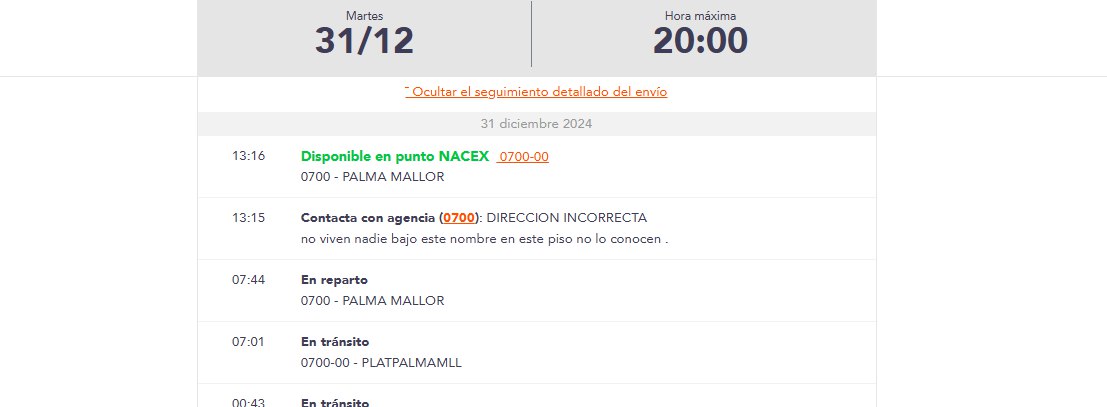 Martes
31/12
Hora máxima
20:00
ˉ Ocultar el seguimiento detallado del envío
31 diciembre 2024
13:16 Disponible en punto NACEX 0700-00
0700 - PALMA MALLOR
13:15 Contacta con agencia (0700): DIRECCION INCORRECTA
no viven nadie bajo este nombre en este piso no lo conocen .
07:44 En reparto
0700 - PALMA MALLOR
07:01 En tránsito
0700-00 - PLATPALMAMLL
00:43 En tránsito